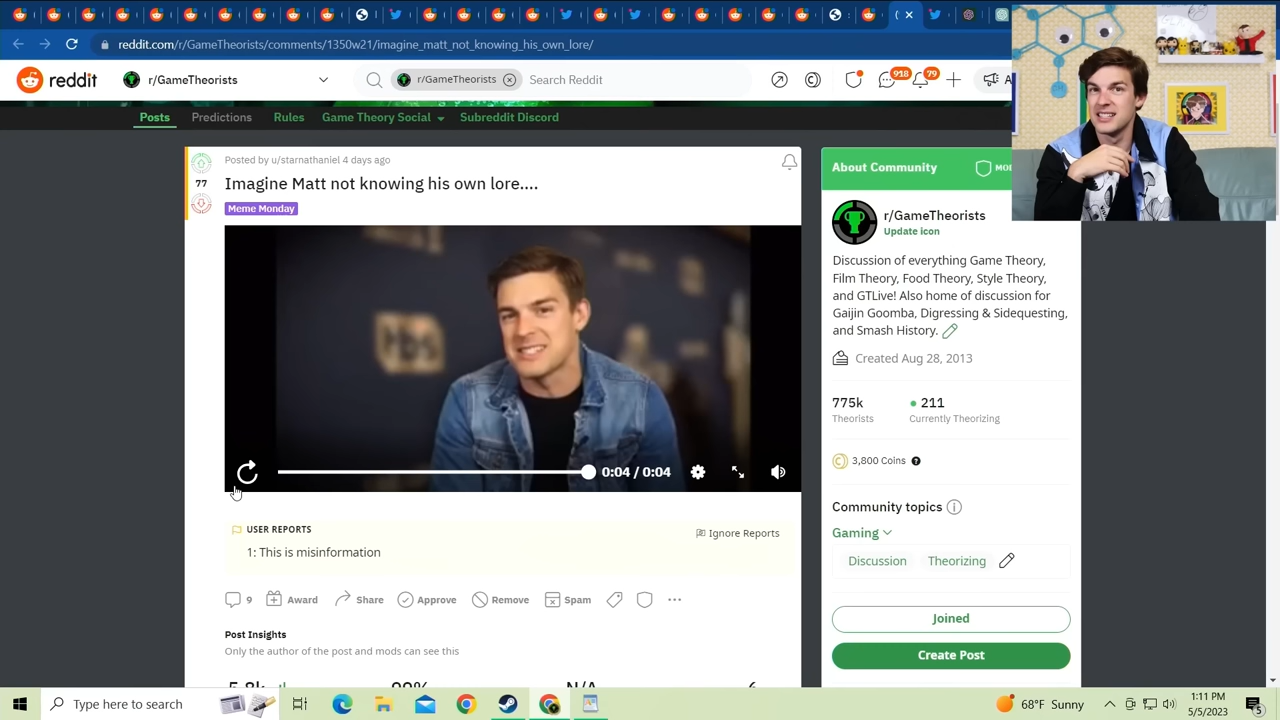 reddit.com/r/GameTheorists/comments/1350w21/imagine_matt_not_knowing_his_own_lore/
reddit
r/GameTheorists
r/GameTheorists
Search Reddit
918
79
Posts
Predictions
Rules
Game Theory Social
Subreddit Discord
Posted by u/starnathaniel 4 days ago
77
Imagine Matt not knowing his own lore....
Meme Monday
0:04 / 0:04
USER REPORTS
Ignore Reports
1: This is misinformation
9
Award
Share
Approve
Remove
Spam
Post Insights
Only the author of the post and mods can see this
About Community
r/GameTheorists
Update icon
Discussion of everything Game Theory,
Film Theory, Food Theory, Style Theory,
and GTLive! Also home of discussion for
Gaijin Goomba, Digressing & Sidequesting,
and Smash History.
Created Aug 28, 2013
775k
211
Theorists
Currently Theorizing
3,800 Coins
Community topics
Gaming
Discussion
Theorizing
Joined
Create Post
Type here to search
68°F Sunny
1:11 PM
5/5/2023
5